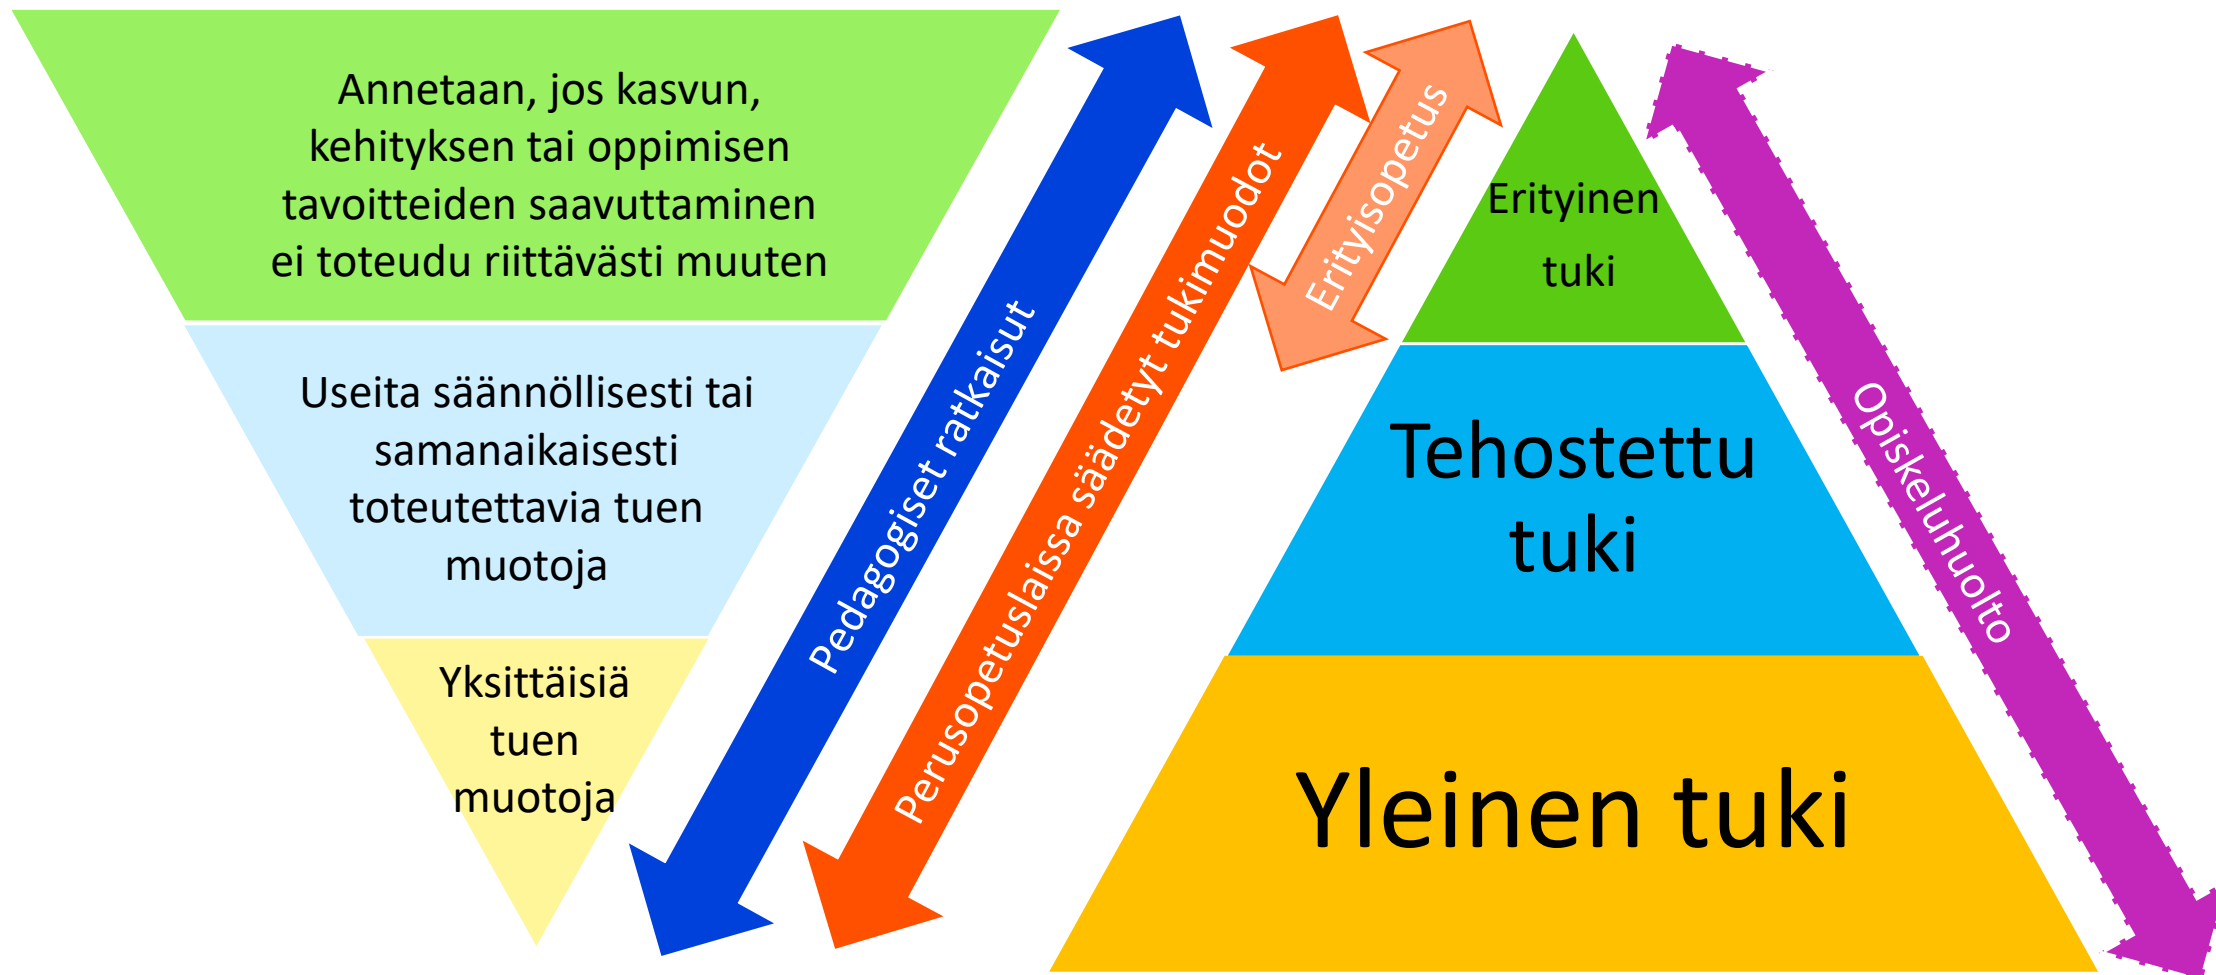 Annetaan, jos kasvun,
kehityksen tai oppimisen
tavoitteiden saavuttaminen
ei toteudu riittävästi muuten
Useita säännöllisesti tai
samanaikaisesti
toteutettavia tuen
muotoja
Yksittäisiä
tuen
muotoja
Pedagogiset ratkaisut
Perusopetuslaissa säädetyt tukimuodot
Erityisopetus
Erityinen
tuki
Tehostettu
tuki
Yleinen tuki
Opiskeluhuolto